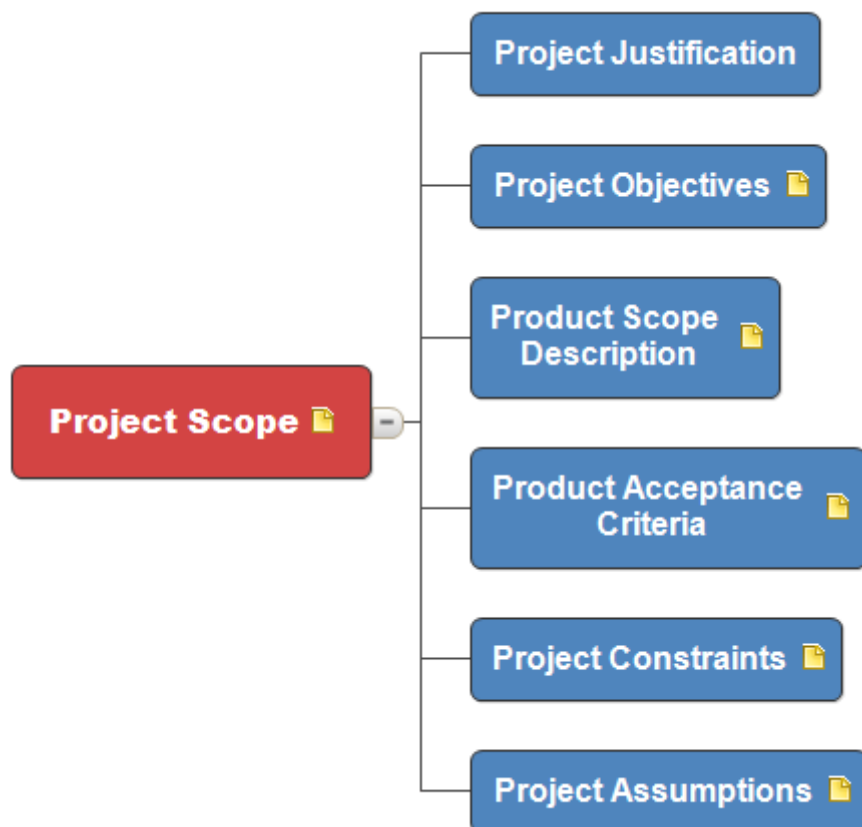 Project Justification
Project Objectives
Product Scope
Description
Project Scope
Product Acceptance
Criteria
Project Constraints
Project Assumptions